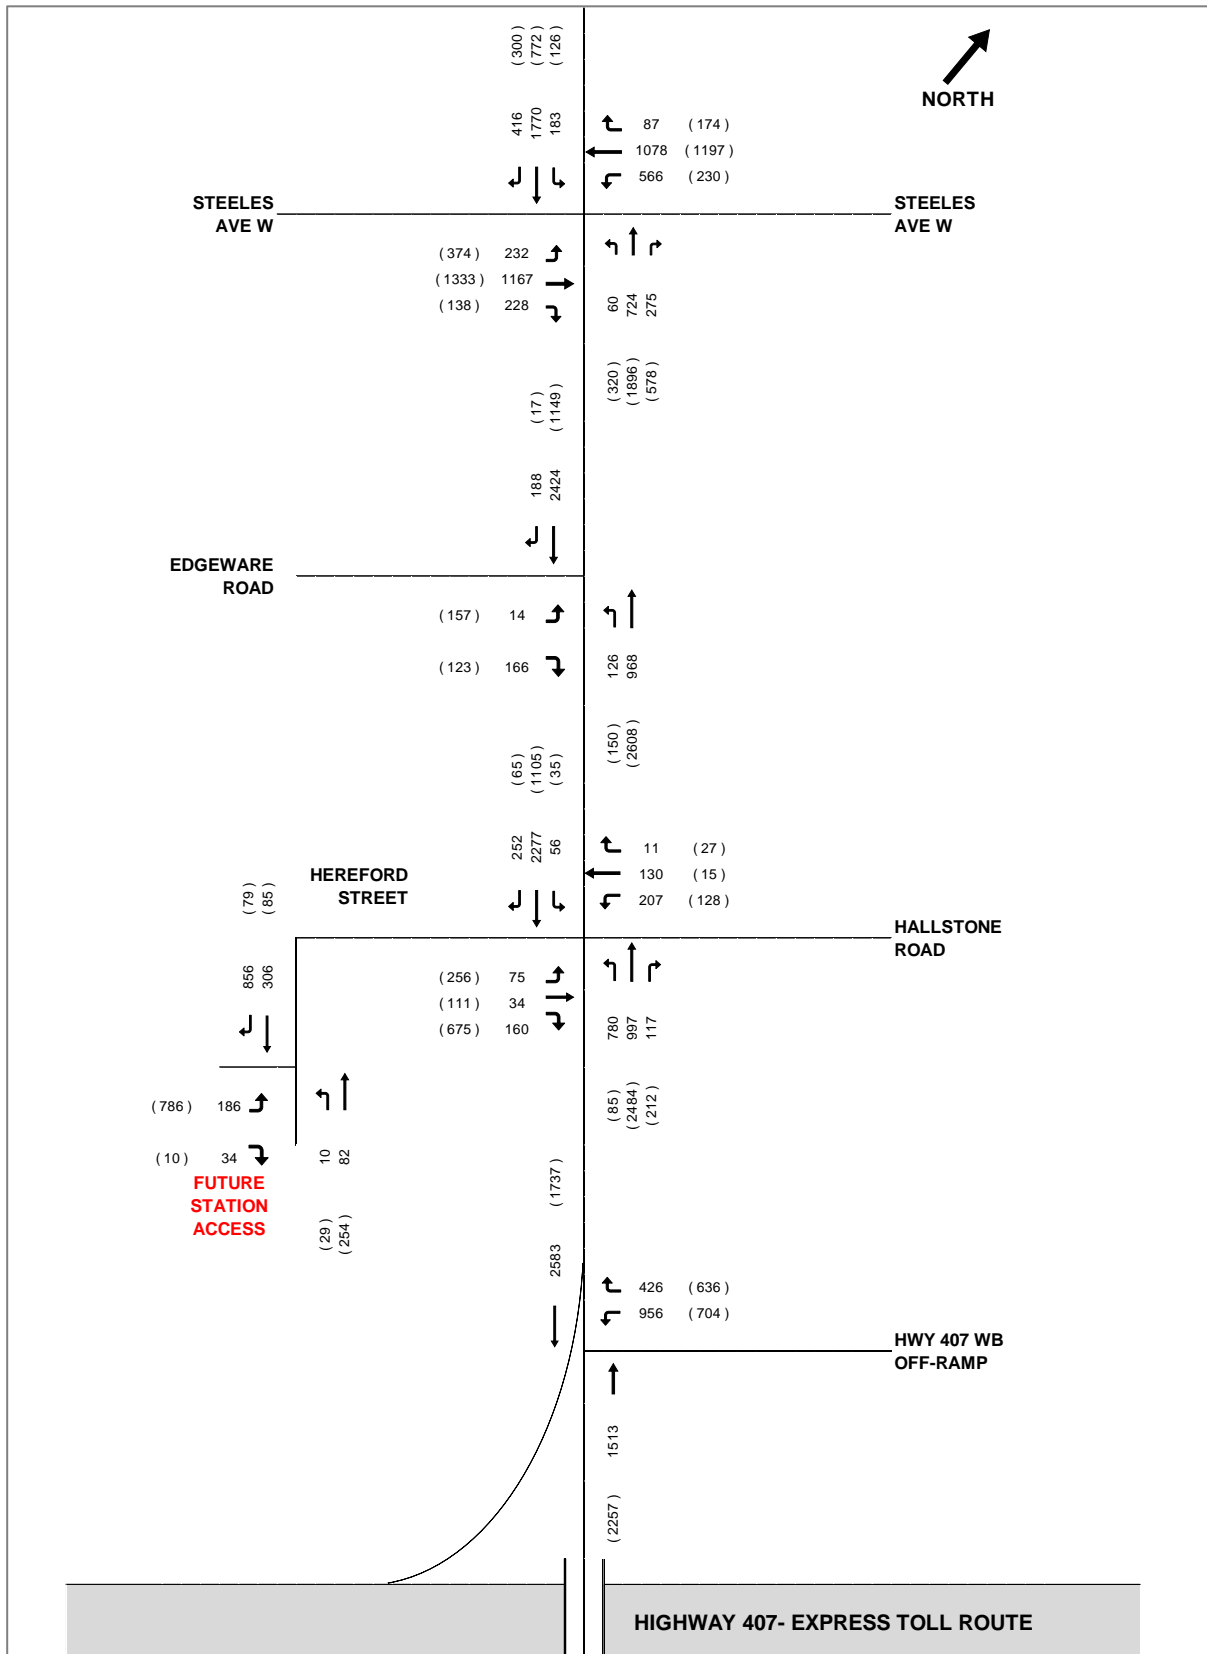 ( 300 )
( 772 )
( 126 )
NORTH
416
1770
183
87 ( 174 )
1078 ( 1197 )
566 ( 230 )
STEELES
AVE W
STEELES
AVE W
( 374 ) 232
( 1333 ) 1167
( 138 ) 228
60
724
275
( 320 )
( 1896 )
( 578 )
( 17 )
( 1149 )
188
2424
EDGEWARE
ROAD
( 157 ) 14
( 123 ) 166
126
968
( 150 )
( 2608 )
( 65 )
( 1105 )
( 35 )
252
2277
56
11 ( 27 )
130 ( 15 )
207 ( 128 )
HEREFORD
STREET
( 79 )
( 85 )
HALLSTONE
ROAD
856
306
( 256 ) 75
( 111 ) 34
( 675 ) 160
780
997
117
( 85 )
( 2484 )
( 212 )
( 786 ) 186
( 10 ) 34
10
82
FUTURE
STATION
ACCESS
( 29 )
( 254 )
( 1737 )
2583
426 ( 636 )
956 ( 704 )
HWY 407 WB
OFF-RAMP
1513
( 2257 )
HIGHWAY 407- EXPRESS TOLL ROUTE